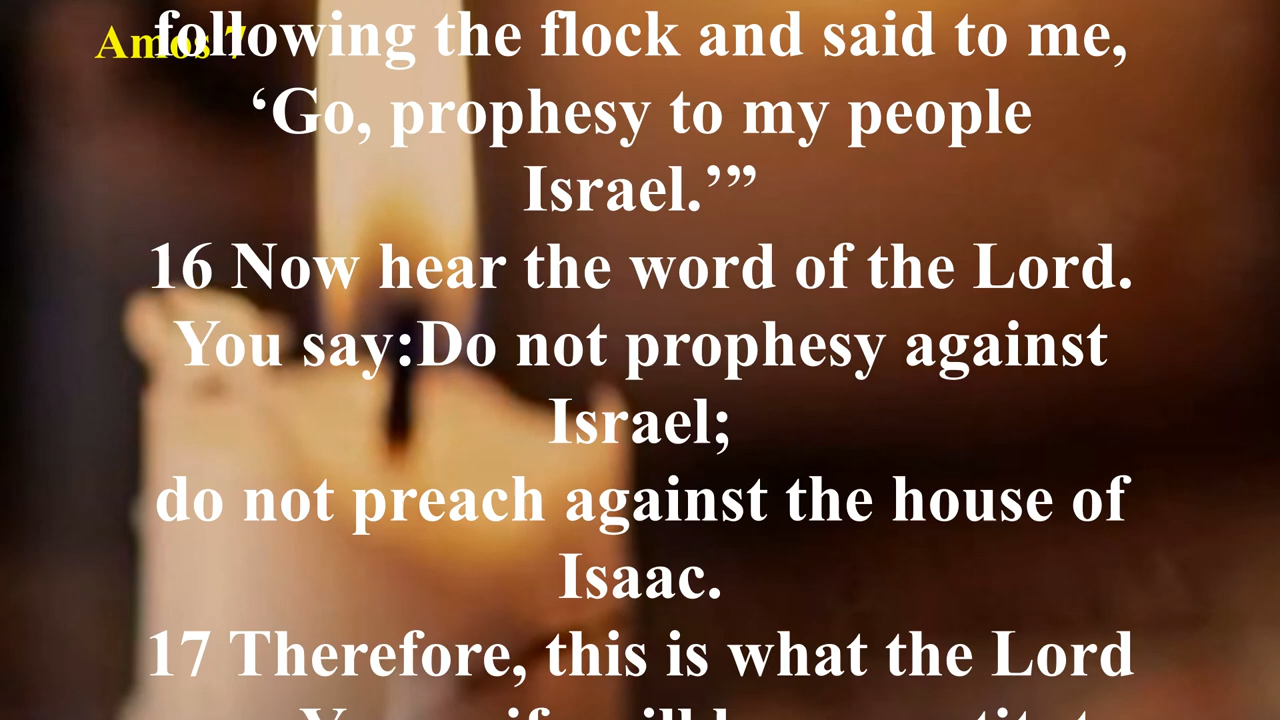 Amos 7
following the flock and said to me,
‘Go, prophesy to my people
Israel.’”
16 Now hear the word of the Lord.
You say:Do not prophesy against
Israel;
do not preach against the house of
Isaac.
17 Therefore, this is what the Lord